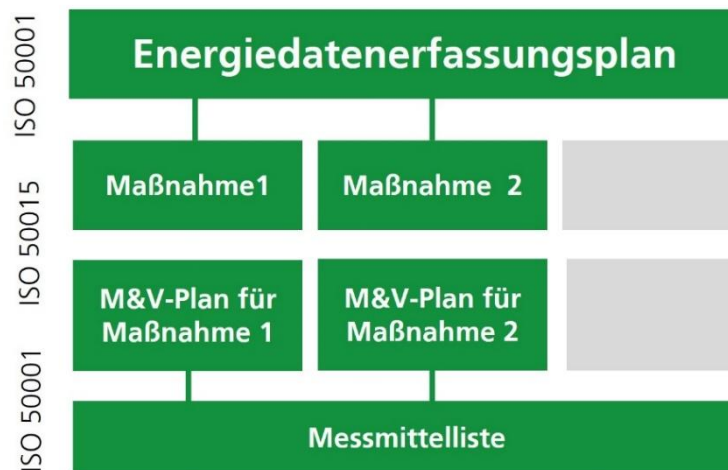 ISO 50001
Energiedatenerfassungsplan
ISO 50015
Maßnahme1
Maßnahme 2
M&V-Plan für
Maßnahme 1
M&V-Plan für
Maßnahme 2
ISO 50001
Messmittelliste